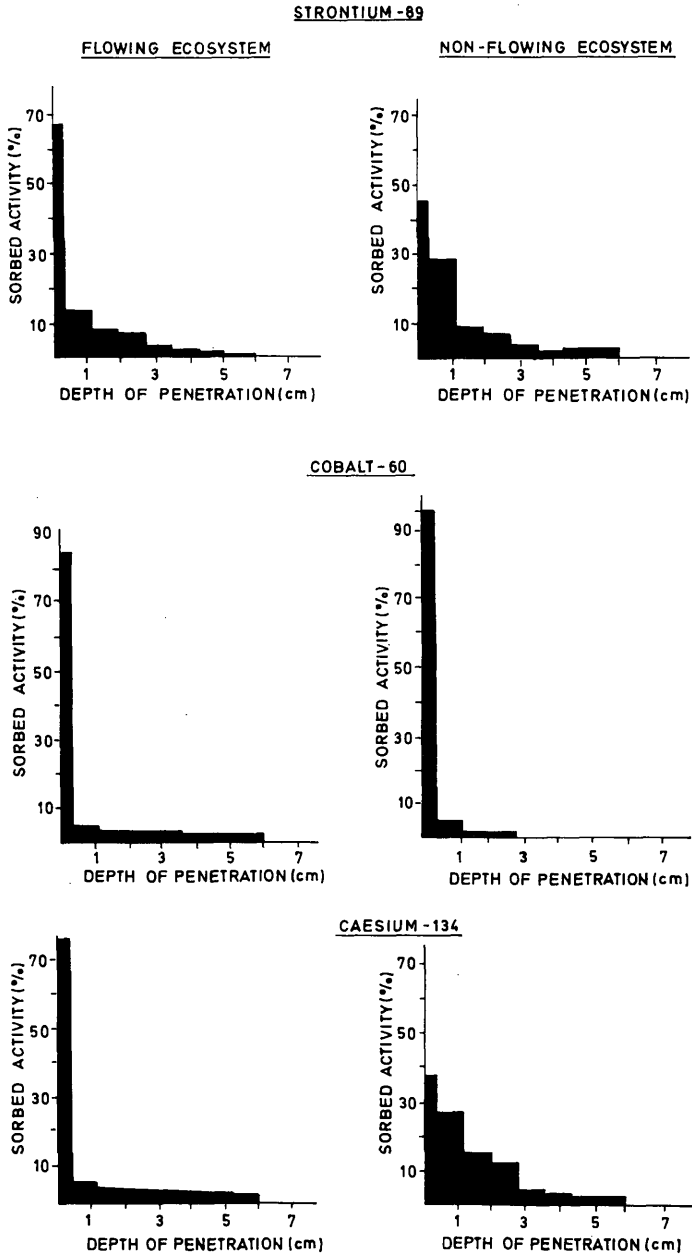 STRONTIUM-89
FLOWING ECOSYSTEM
NON-FLOWING ECOSYSTEM
SORBED ACTIVITY (%)
70
50
30
10
1 3 5 7
DEPTH OF PENETRATION (cm)
SORBED ACTIVITY (%)
70
50
30
10
1 3 5 7
DEPTH OF PENETRATION (cm)
COBALT-60
SORBED ACTIVITY (%)
90
70
50
30
10
1 3 5 7
DEPTH OF PENETRATION (cm)
SORBED ACTIVITY (%)
90
70
50
30
10
1 3 5 7
DEPTH OF PENETRATION (cm)
CAESIUM-134
SORBED ACTIVITY (%)
70
50
30
10
1 3 5 7
DEPTH OF PENETRATION (cm)
SORBED ACTIVITY (%)
70
50
30
10
1 3 5 7
DEPTH OF PENETRATION (cm)